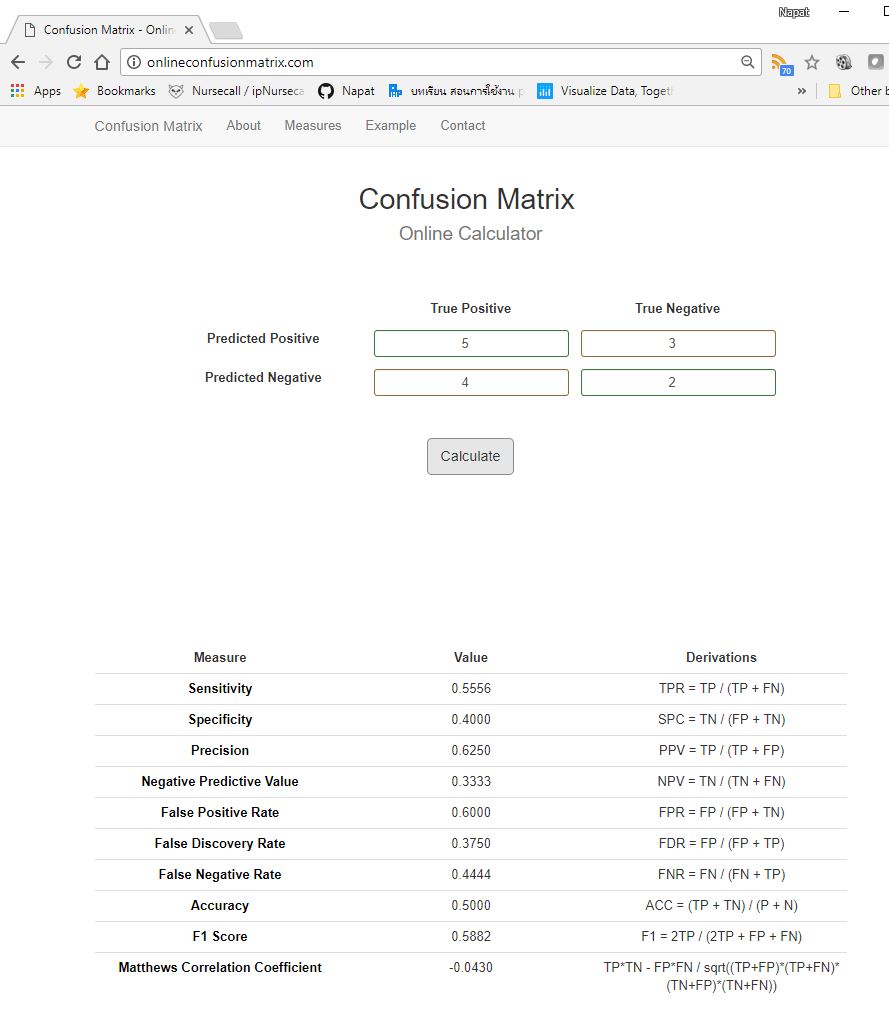 Napat
Confusion Matrix - Onlin
onlineconfusionmatrix.com
70
Apps Bookmarks Nursecall / ipNurseca Napat บทเรียน สอนการใช้งาน Visualize Data, Toget » Other b
Confusion Matrix About Measures Example Contact
Confusion Matrix
Online Calculator
True Positive True Negative
Predicted Positive 5 3
Predicted Negative 4 2
Calculate
Measure Value Derivations
Sensitivity 0.5556 TPR = TP / (TP + FN)
Specificity 0.4000 SPC = TN / (FP + TN)
Precision 0.6250 PPV = TP / (TP + FP)
Negative Predictive Value 0.3333 NPV = TN / (TN + FN)
False Positive Rate 0.6000 FPR = FP / (FP + TN)
False Discovery Rate 0.3750 FDR = FP / (FP + TP)
False Negative Rate 0.4444 FNR = FN / (FN + TP)
Accuracy 0.5000 ACC = (TP + TN) / (P + N)
F1 Score 0.5882 F1 = 2TP / (2TP + FP + FN)
Matthews Correlation Coefficient -0.0430 TP*TN - FP*FN / sqrt((TP+FP)*(TP+FN)*
(TN+FP)*(TN+FN))